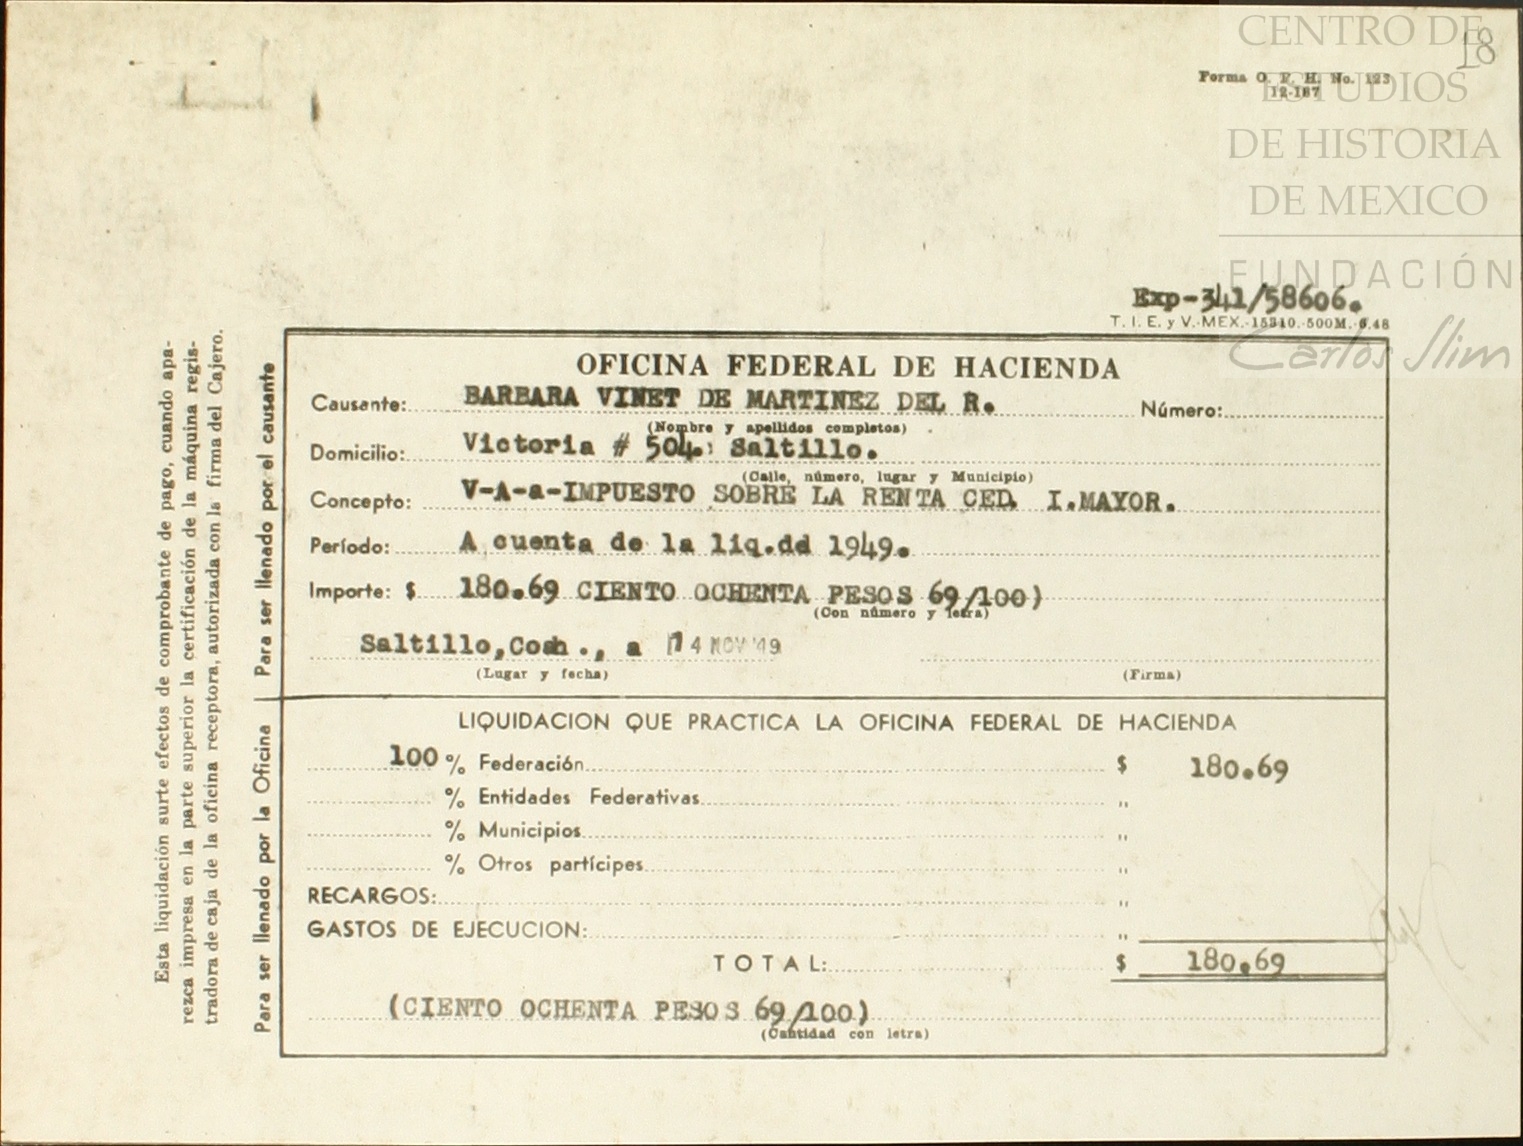 CENTRO DE
ESTUDIOS
DE HISTORIA
DE MEXICO
FUNDACIÓN
Carlos Slim
18
Forma O. F. H. No. 123
12-167
Exp-341/58606.
T. I. E. y V.-MEX.-15310.-500M.-6.48
OFICINA FEDERAL DE HACIENDA
Causante: BARBARA VINET DE MARTINEZ DEL R. Número:
(Nombre y apellidos completos)
Domicilio: Victoria # 504. Saltillo.
(Calle, número, lugar y Municipio)
Concepto: V-A-a-IMPUESTO SOBRE LA RENTA CED. I.MAYOR.
Período: A cuenta de la liq.dd 1949.
Importe: $ 180.69 CIENTO OCHENTA PESOS 69/100)
(Con número y letra)
Saltillo,Coah., a 14 NOV '49
(Lugar y fecha) (Firma)
LIQUIDACION QUE PRACTICA LA OFICINA FEDERAL DE HACIENDA
100 % Federación $ 180.69
% Entidades Federativas „
% Municipios „
% Otros partícipes „
RECARGOS: „
GASTOS DE EJECUCION: „
TOTAL: $ 180.69
(CIENTO OCHENTA PESOS 69/100)
(Cantidad con letra)
Para ser llenado por el causante
Para ser llenado por la Oficina
Esta liquidación surte efectos de comprobante de pago, cuando apa-
rezca impresa en la parte superior la certificación de la máquina regis-
tradora de caja de la oficina receptora, autorizada con la firma del Cajero.